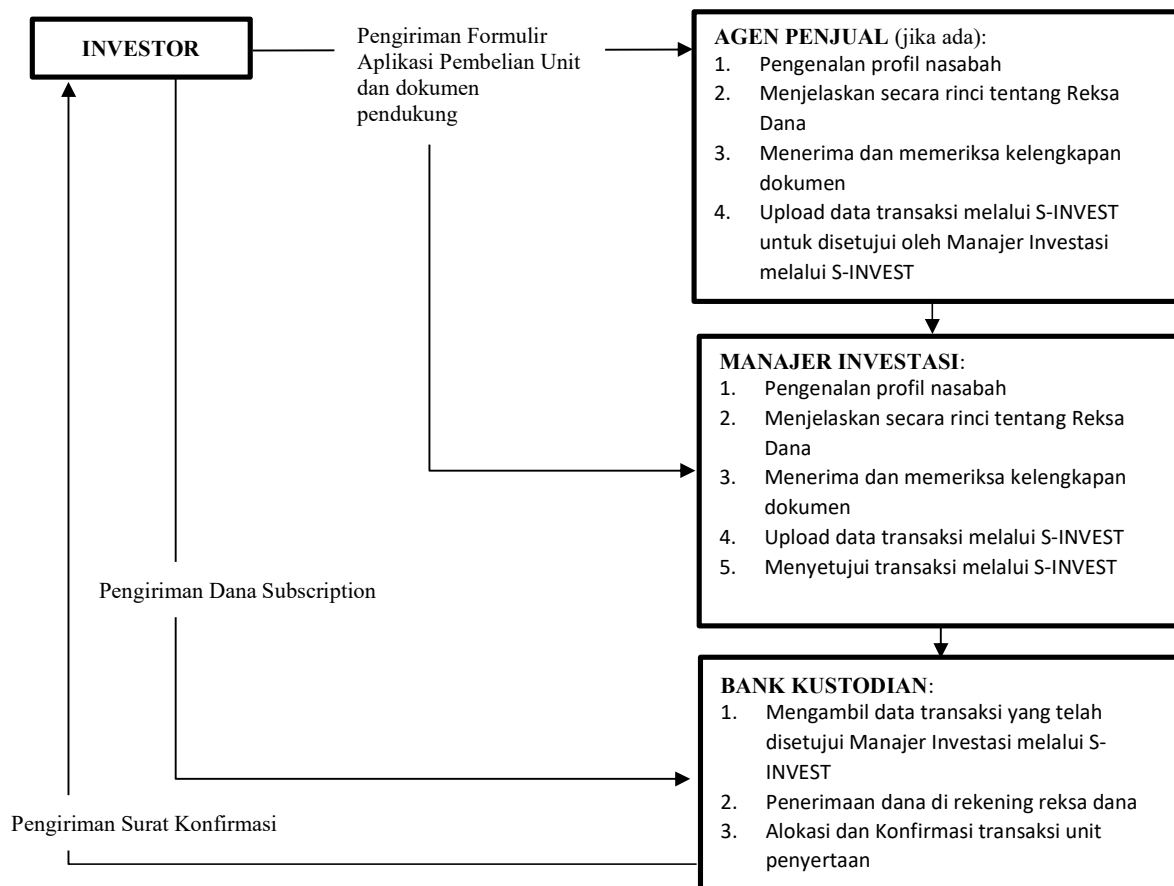 INVESTOR
Pengiriman Formulir
Aplikasi Pembelian Unit
dan dokumen
pendukung
AGEN PENJUAL (jika ada):
1. Pengenalan profil nasabah
2. Menjelaskan secara rinci tentang Reksa
Dana
3. Menerima dan memeriksa kelengkapan
dokumen
4. Upload data transaksi melalui S-INVEST
untuk disetujui oleh Manajer Investasi
melalui S-INVEST
MANAJER INVESTASI:
1. Pengenalan profil nasabah
2. Menjelaskan secara rinci tentang Reksa
Dana
3. Menerima dan memeriksa kelengkapan
dokumen
4. Upload data transaksi melalui S-INVEST
5. Menyetujui transaksi melalui S-INVEST
Pengiriman Dana Subscription
BANK KUSTODIAN:
1. Mengambil data transaksi yang telah
disetujui Manajer Investasi melalui S-
INVEST
2. Penerimaan dana di rekening reksa dana
3. Alokasi dan Konfirmasi transaksi unit
penyertaan
Pengiriman Surat Konfirmasi